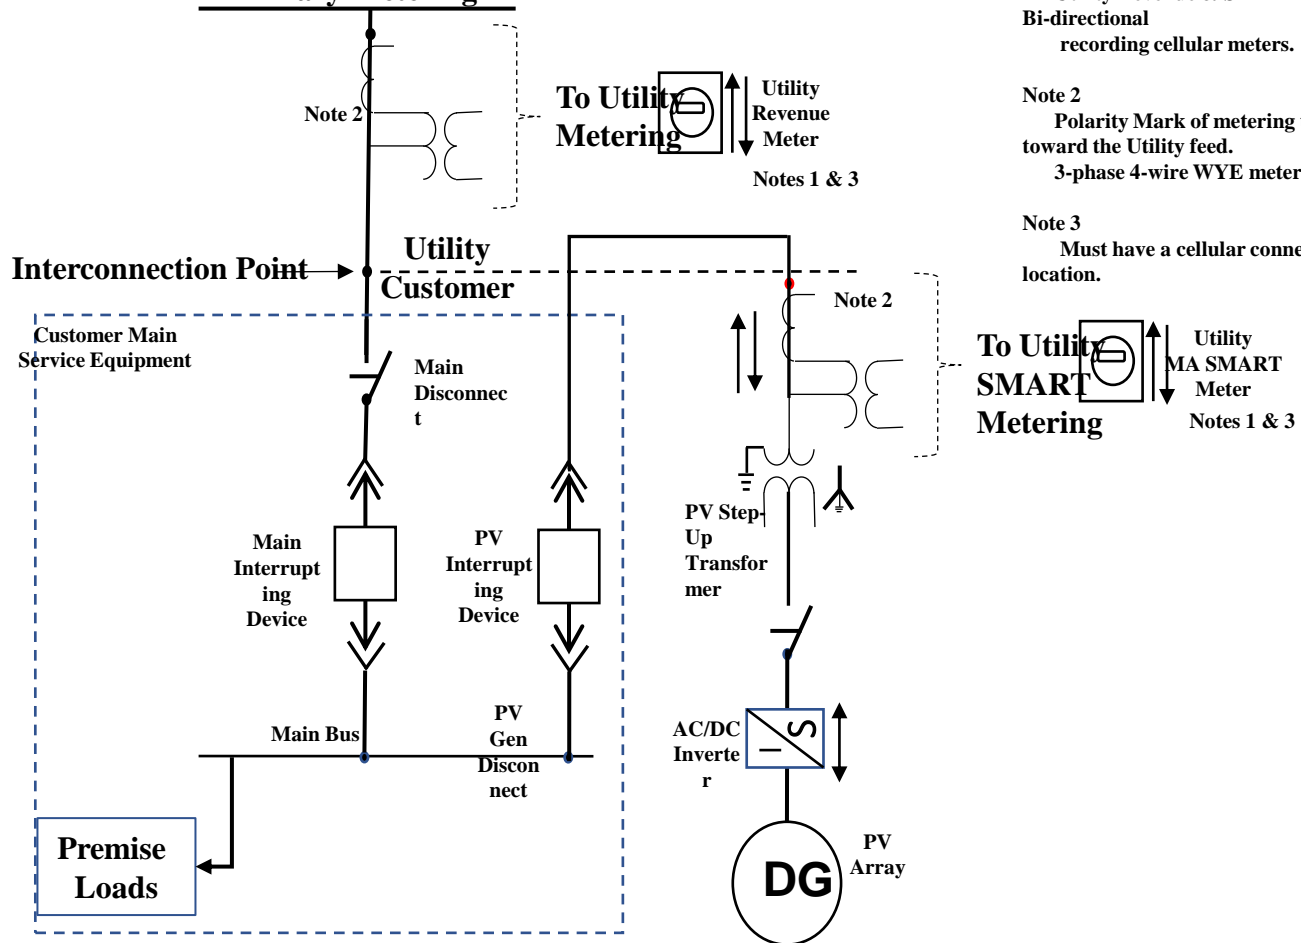 Bi-directional
recording cellular meters.
Note 2
Polarity Mark of metering
toward the Utility feed.
3-phase 4-wire WYE meter
Note 3
Must have a cellular
location.
Note 2
To Utility
Metering
Utility
Revenue
Meter
Notes 1 & 3
Interconnection Point
Utility
Customer
Note 2
Customer Main
Service Equipment
Main
Disconnec
t
To Utility
SMART
Metering
Utility
MA SMART
Meter
Notes 1 & 3
PV Step-
Up
Transfor
mer
Main
Interrupt
ing
Device
PV
Interrupt
ing
Device
Main Bus
PV
Gen
Discon
nect
AC/DC
Inverte
r
Premise
Loads
DG
PV
Array